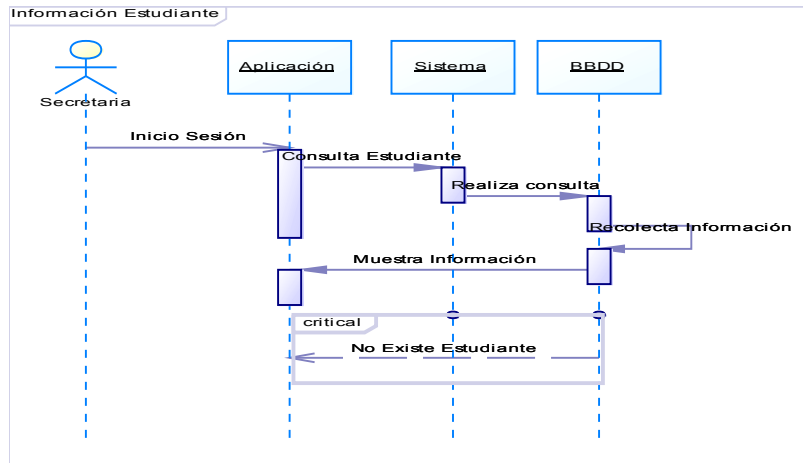 Información Estudiante
Aplicación
Sistema
BBDD
Secretaria
Inicio Sesión
Consulta Estudiante
Realiza consulta
Recolecta Información
Muestra Información
critical
No Existe Estudiante